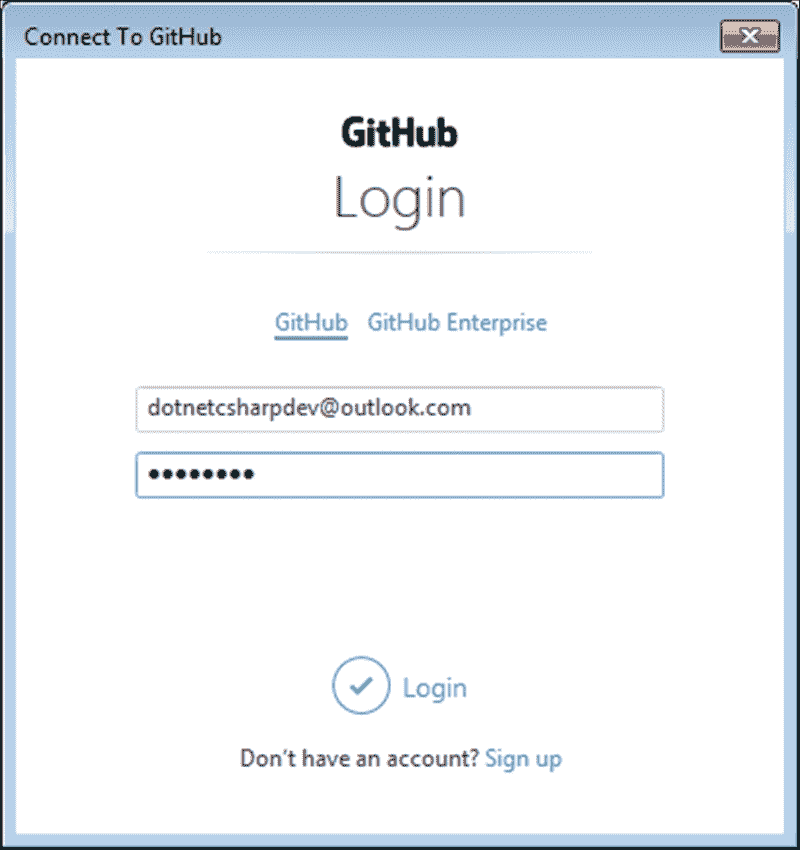 Connect To GitHub
GitHub
Login
GitHub GitHub Enterprise
dotnetcsharpdev@outlook.com
••••••••
Login
Don't have an account? Sign up